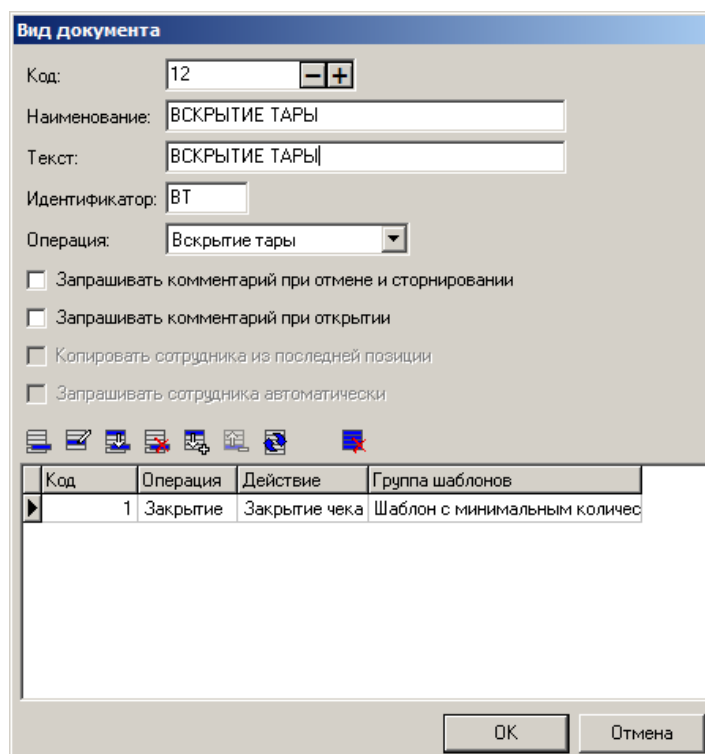 Вид документа
Код: 12
Наименование: ВСКРЫТИЕ ТАРЫ
Текст: ВСКРЫТИЕ ТАРЫ
Идентификатор: ВТ
Операция: Вскрытие тары
Запрашивать комментарий при отмене и сторнировании
Запрашивать комментарий при открытии
Копировать сотрудника из последней позиции
Запрашивать сотрудника автоматически
Код Операция Действие Группа шаблонов
1 Закрытие Закрытие чека Шаблон с минимальным количес
ОК Отмена